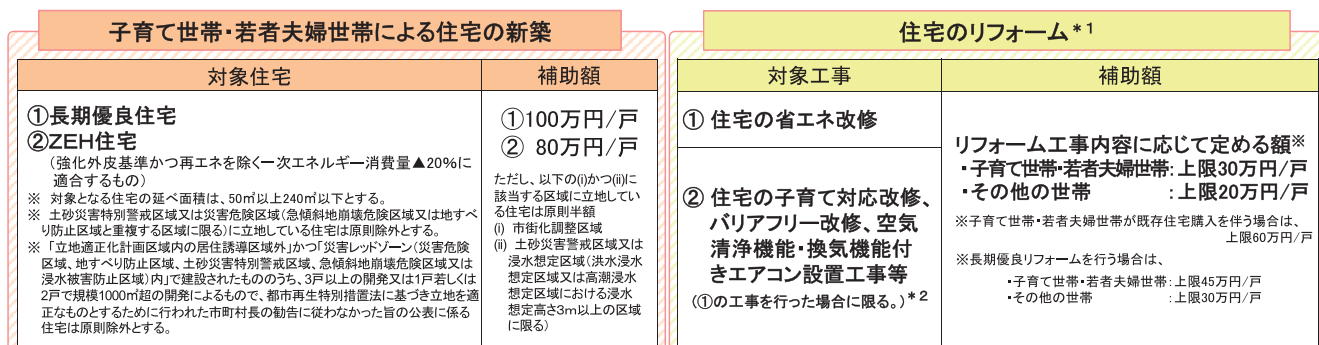 子育て世帯・若者夫婦世帯による住宅の新築
対象住宅
補助額
①長期優良住宅
②ZEH住宅
(強化外皮基準かつ再エネを除く一次エネルギー消費量▲20%に
適合するもの)
※ 対象となる住宅の延べ面積は、50㎡以上240㎡以下とする。
※ 土砂災害特別警戒区域又は災害危険区域(急傾斜地崩壊危険区域又は地すべ
り防止区域と重複する区域に限る)に立地している住宅は原則除外とする。
※ 「立地適正化計画区域内の居住誘導区域外」かつ「災害レッドゾーン(災害危険
区域、地すべり防止区域、土砂災害特別警戒区域、急傾斜地崩壊危険区域又は
浸水被害防止区域)内」で建設されたもののうち、3戸以上の開発又は1戸若しくは
2戸で規模1000㎡超の開発によるもので、都市再生特別措置法に基づき立地を適
正なものとするために行われた市町村長の勧告に従わなかった旨の公表に係る
住宅は原則除外とする。
①100万円/戸
② 80万円/戸
ただし、以下の(i)かつ(ii)に
該当する区域に立地してい
る住宅は原則半額
(i) 市街化調整区域
(ii) 土砂災害警戒区域又は
浸水想定区域(洪水浸水
想定区域又は高潮浸水
想定区域における浸水
想定高さ3m以上の区域
に限る)
住宅のリフォーム*1
対象工事
補助額
① 住宅の省エネ改修
② 住宅の子育て対応改修、
バリアフリー改修、空気
清浄機能・換気機能付
きエアコン設置工事等
(①の工事を行った場合に限る。)*2
リフォーム工事内容に応じて定める額※
・子育て世帯・若者夫婦世帯:上限30万円/戸
・その他の世帯 :上限20万円/戸
※子育て世帯・若者夫婦世帯が既存住宅購入を伴う場合は、
上限60万円/戸
※長期優良リフォームを行う場合は、
・子育て世帯・若者夫婦世帯:上限45万円/戸
・その他の世帯 :上限30万円/戸